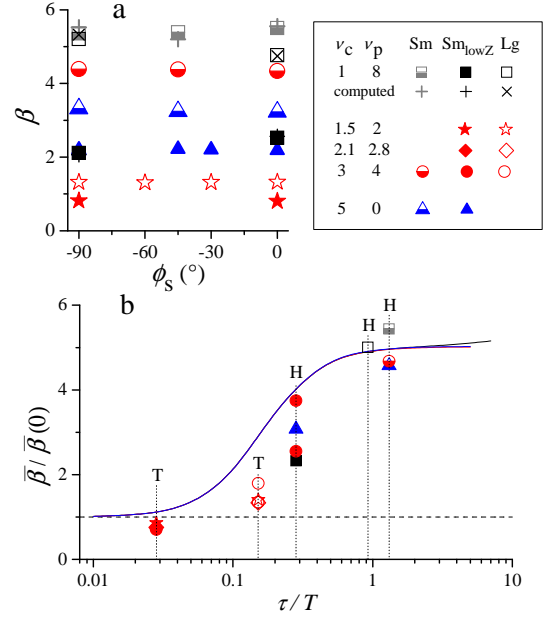 6
4
2
0
β
-90 -60 -30 0
ϕS (°)
a
νc νp Sm SmlowZ Lg
1 8
computed
1.5 2
2.1 2.8
3 4
5 0
b
6
4
2
0
β̅ / β̅(0)
T T H H H
0.01 0.1 1 10
τ / T